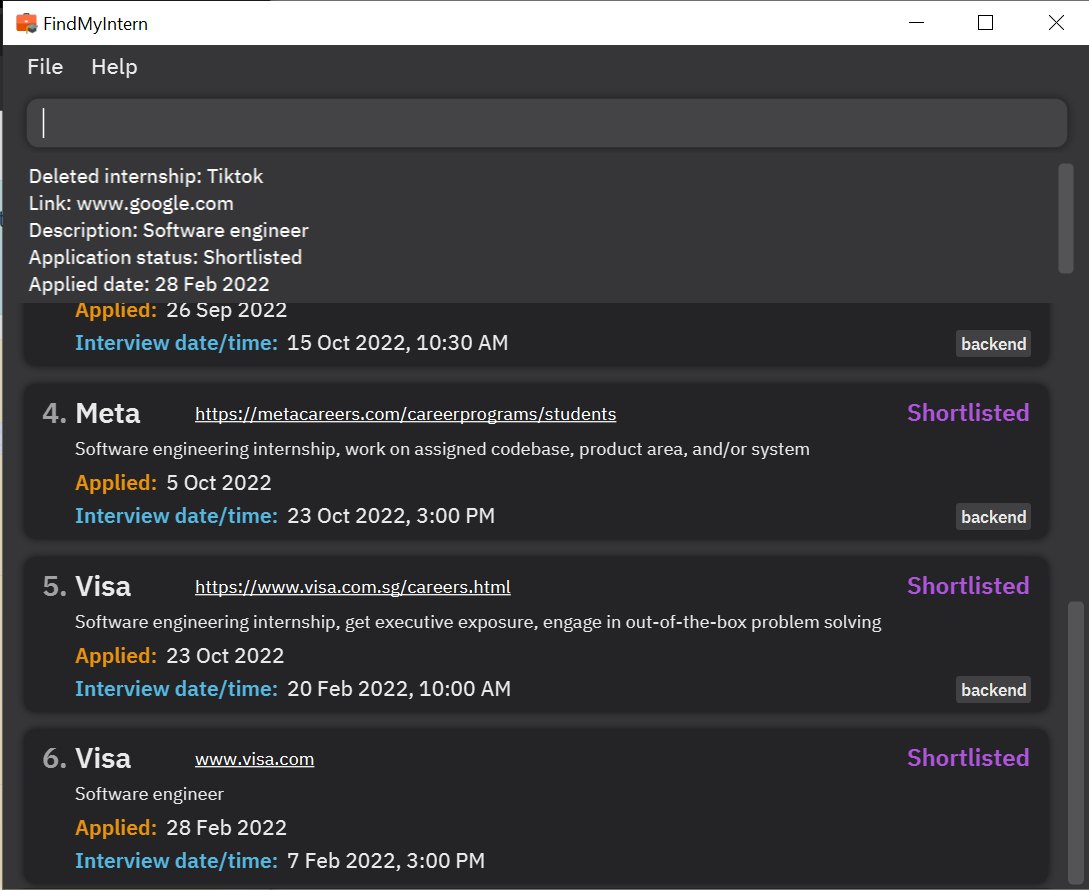 FindMyIntern
File Help
Deleted internship: Tiktok
Link: www.google.com
Description: Software engineer
Application status: Shortlisted
Applied date: 28 Feb 2022
Applied: 26 Sep 2022
Interview date/time: 15 Oct 2022, 10:30 AM backend
4. Meta https://metacareers.com/careerprograms/students Shortlisted
Software engineering internship, work on assigned codebase, product area, and/or system
Applied: 5 Oct 2022
Interview date/time: 23 Oct 2022, 3:00 PM backend
5. Visa https://www.visa.com.sg/careers.html Shortlisted
Software engineering internship, get executive exposure, engage in out-of-the-box problem solving
Applied: 23 Oct 2022
Interview date/time: 20 Feb 2022, 10:00 AM backend
6. Visa www.visa.com Shortlisted
Software engineer
Applied: 28 Feb 2022
Interview date/time: 7 Feb 2022, 3:00 PM